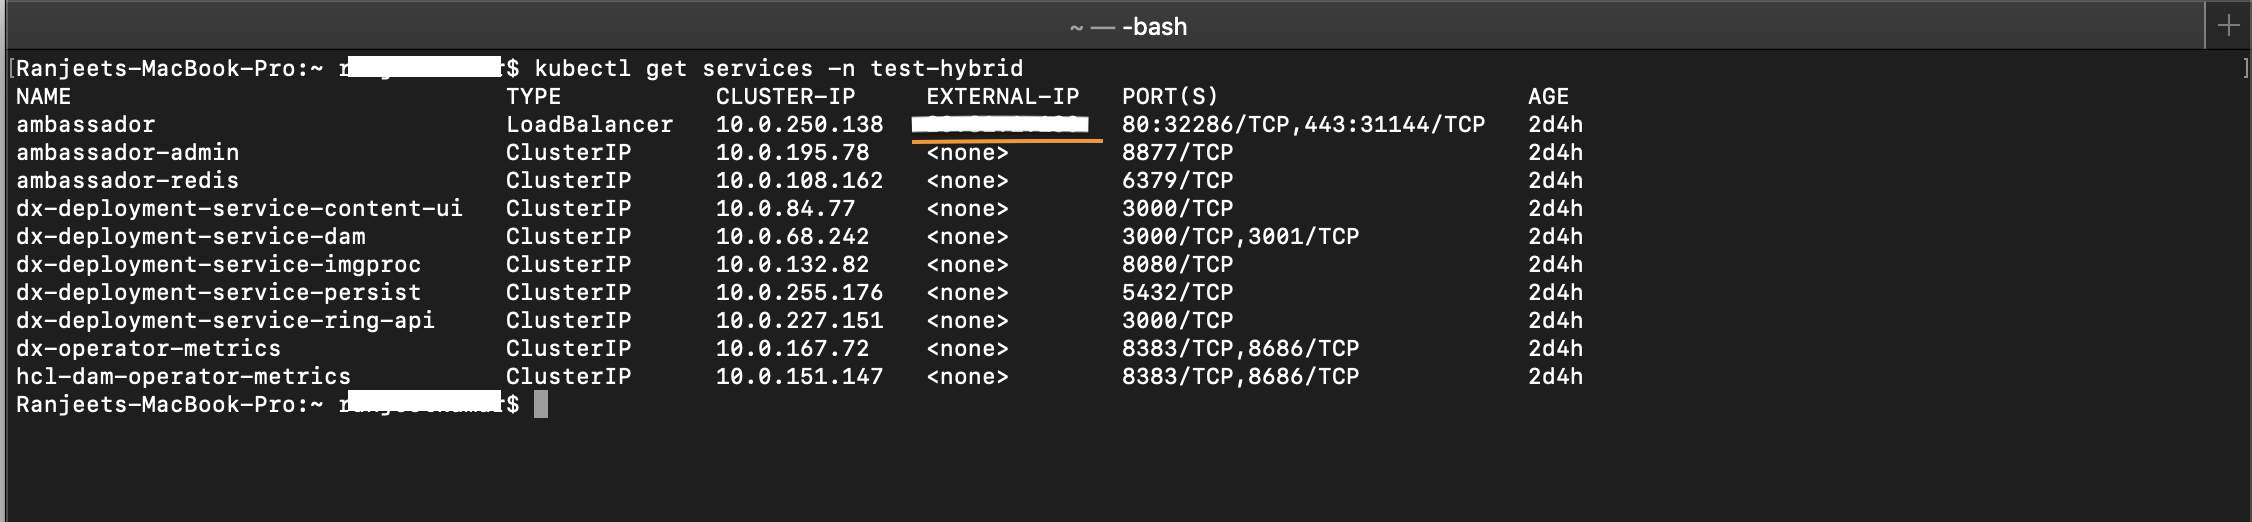 ~ — -bash
[Ranjeets-MacBook-Pro:~ $ kubectl get services -n test-hybrid ]
NAME TYPE CLUSTER-IP EXTERNAL-IP PORT(S) AGE
ambassador LoadBalancer 10.0.250.138 80:32286/TCP,443:31144/TCP 2d4h
ambassador-admin ClusterIP 10.0.195.78 <none> 8877/TCP 2d4h
ambassador-redis ClusterIP 10.0.108.162 <none> 6379/TCP 2d4h
dx-deployment-service-content-ui ClusterIP 10.0.84.77 <none> 3000/TCP 2d4h
dx-deployment-service-dam ClusterIP 10.0.68.242 <none> 3000/TCP,3001/TCP 2d4h
dx-deployment-service-imgproc ClusterIP 10.0.132.82 <none> 8080/TCP 2d4h
dx-deployment-service-persist ClusterIP 10.0.255.176 <none> 5432/TCP 2d4h
dx-deployment-service-ring-api ClusterIP 10.0.227.151 <none> 3000/TCP 2d4h
dx-operator-metrics ClusterIP 10.0.167.72 <none> 8383/TCP,8686/TCP 2d4h
hcl-dam-operator-metrics ClusterIP 10.0.151.147 <none> 8383/TCP,8686/TCP 2d4h
Ranjeets-MacBook-Pro:~ $